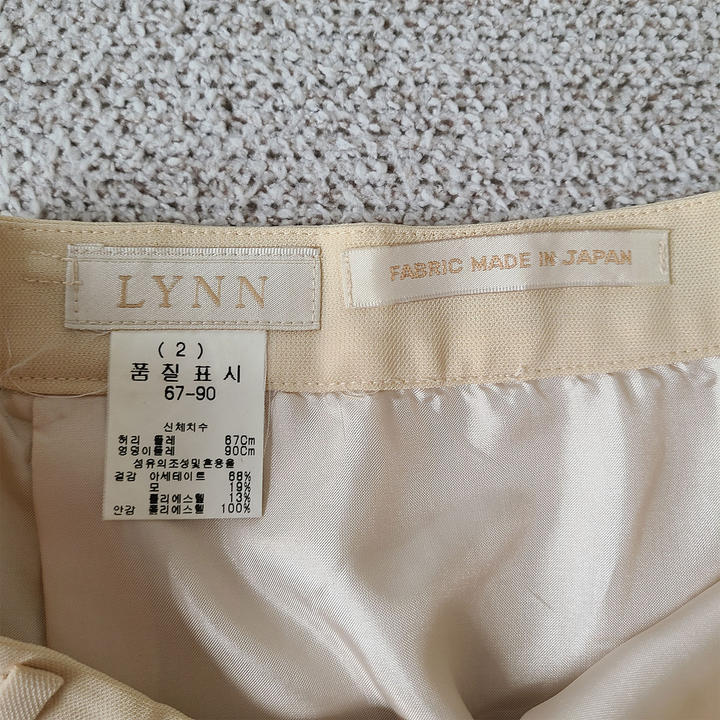 LYNN
FABRIC MADE IN JAPAN
( 2 )
품 질 표 시
67-90
신체치수
허리 둘레 67Cm
엉덩이둘레 90Cm
섬유의조성및혼용율
겉감 아세테이트 68%
모 19%
폴리에스텔 13%
안감 폴리에스텔 100%